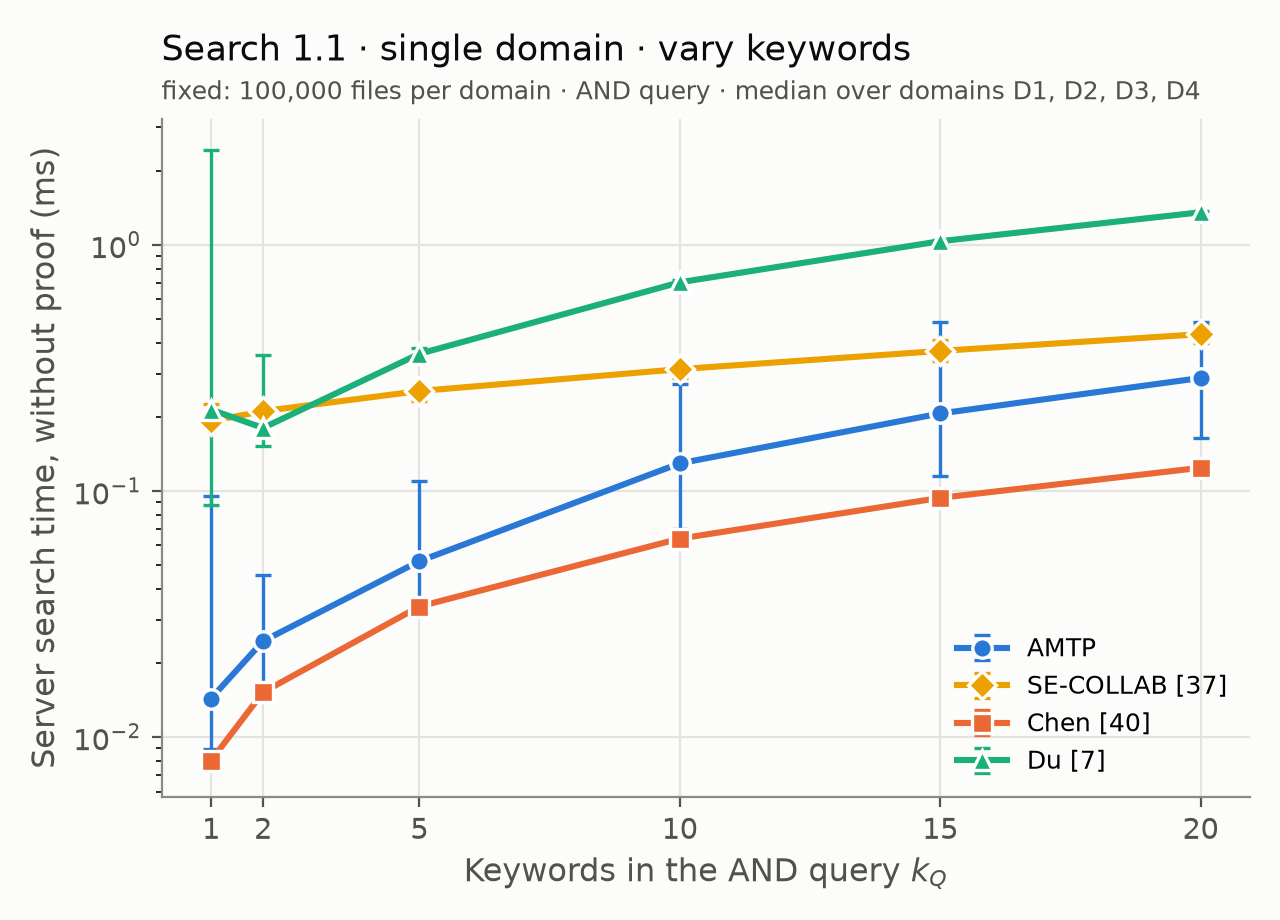 Search 1.1 · single domain · vary keywords
fixed: 100,000 files per domain · AND query · median over domains D1, D2, D3, D4
Server search time, without proof (ms)
10⁰
10⁻¹
10⁻²
AMTP
SE-COLLAB [37]
Chen [40]
Du [7]
1 2 5 10 15 20
Keywords in the AND query k_Q